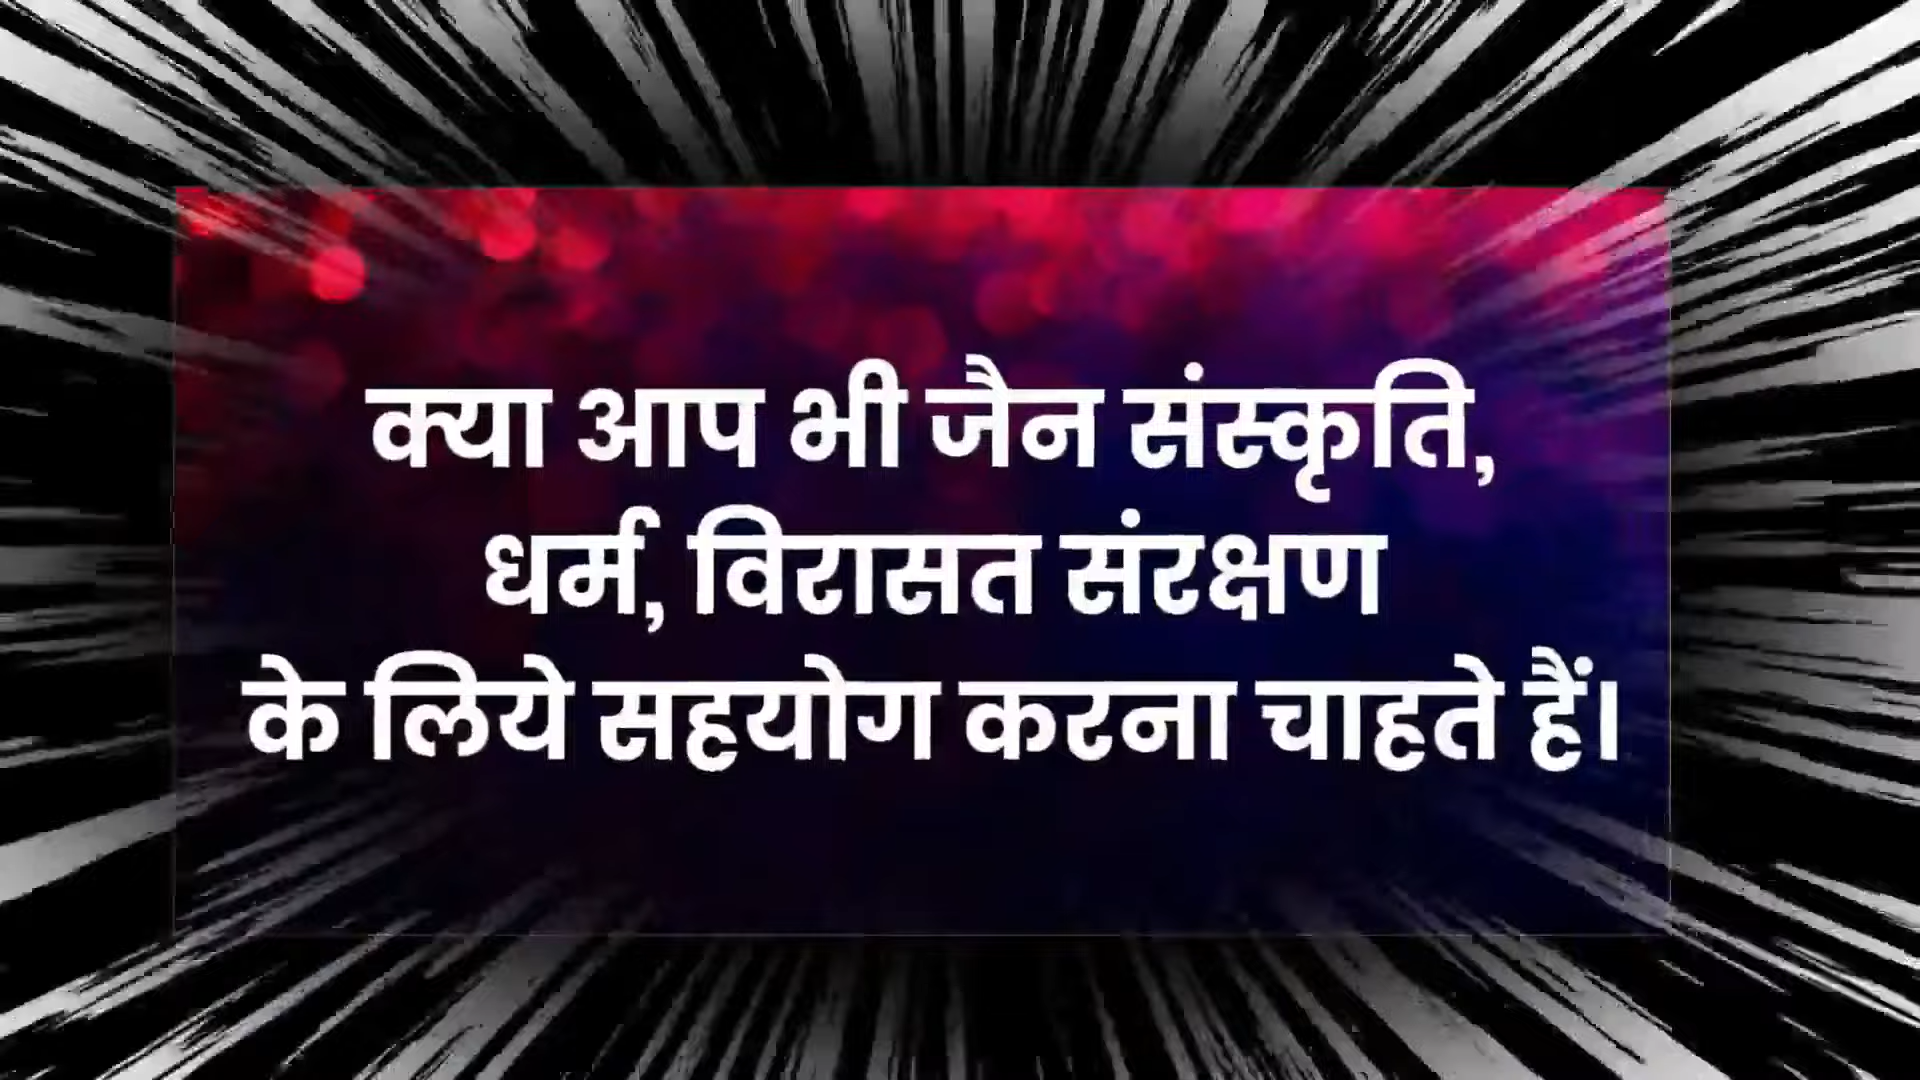 क्या आप भी जैन संस्कृति,
धर्म, विरासत संरक्षण
के लिये सहयोग करना चाहते हैं।